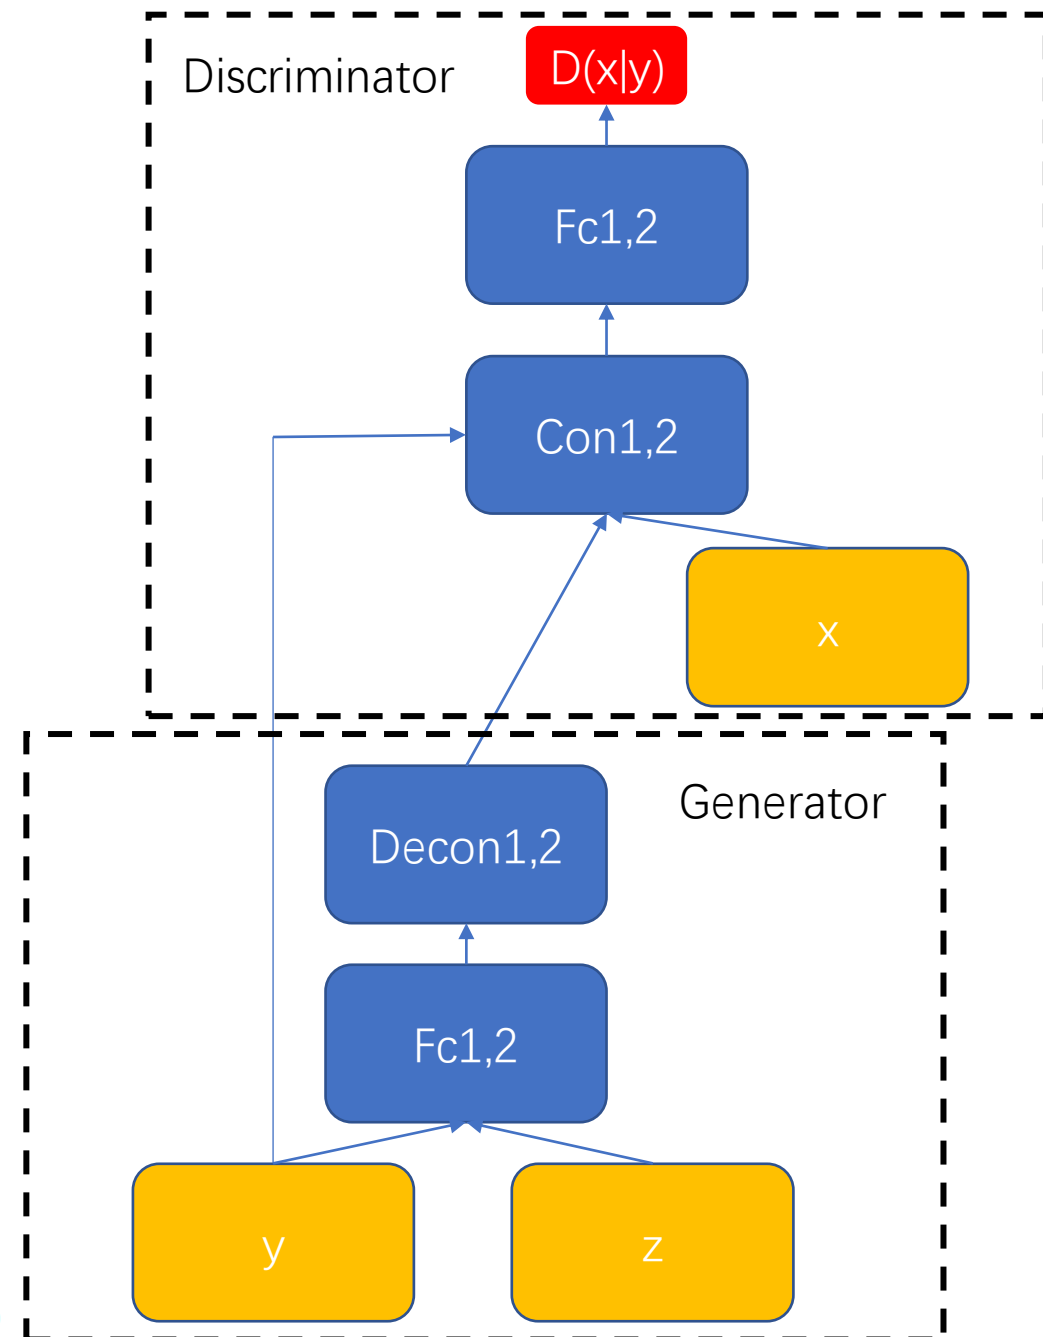 Discriminator
D(x|y)
Fc1,2
Con1,2
x
Generator
Decon1,2
Fc1,2
y
z